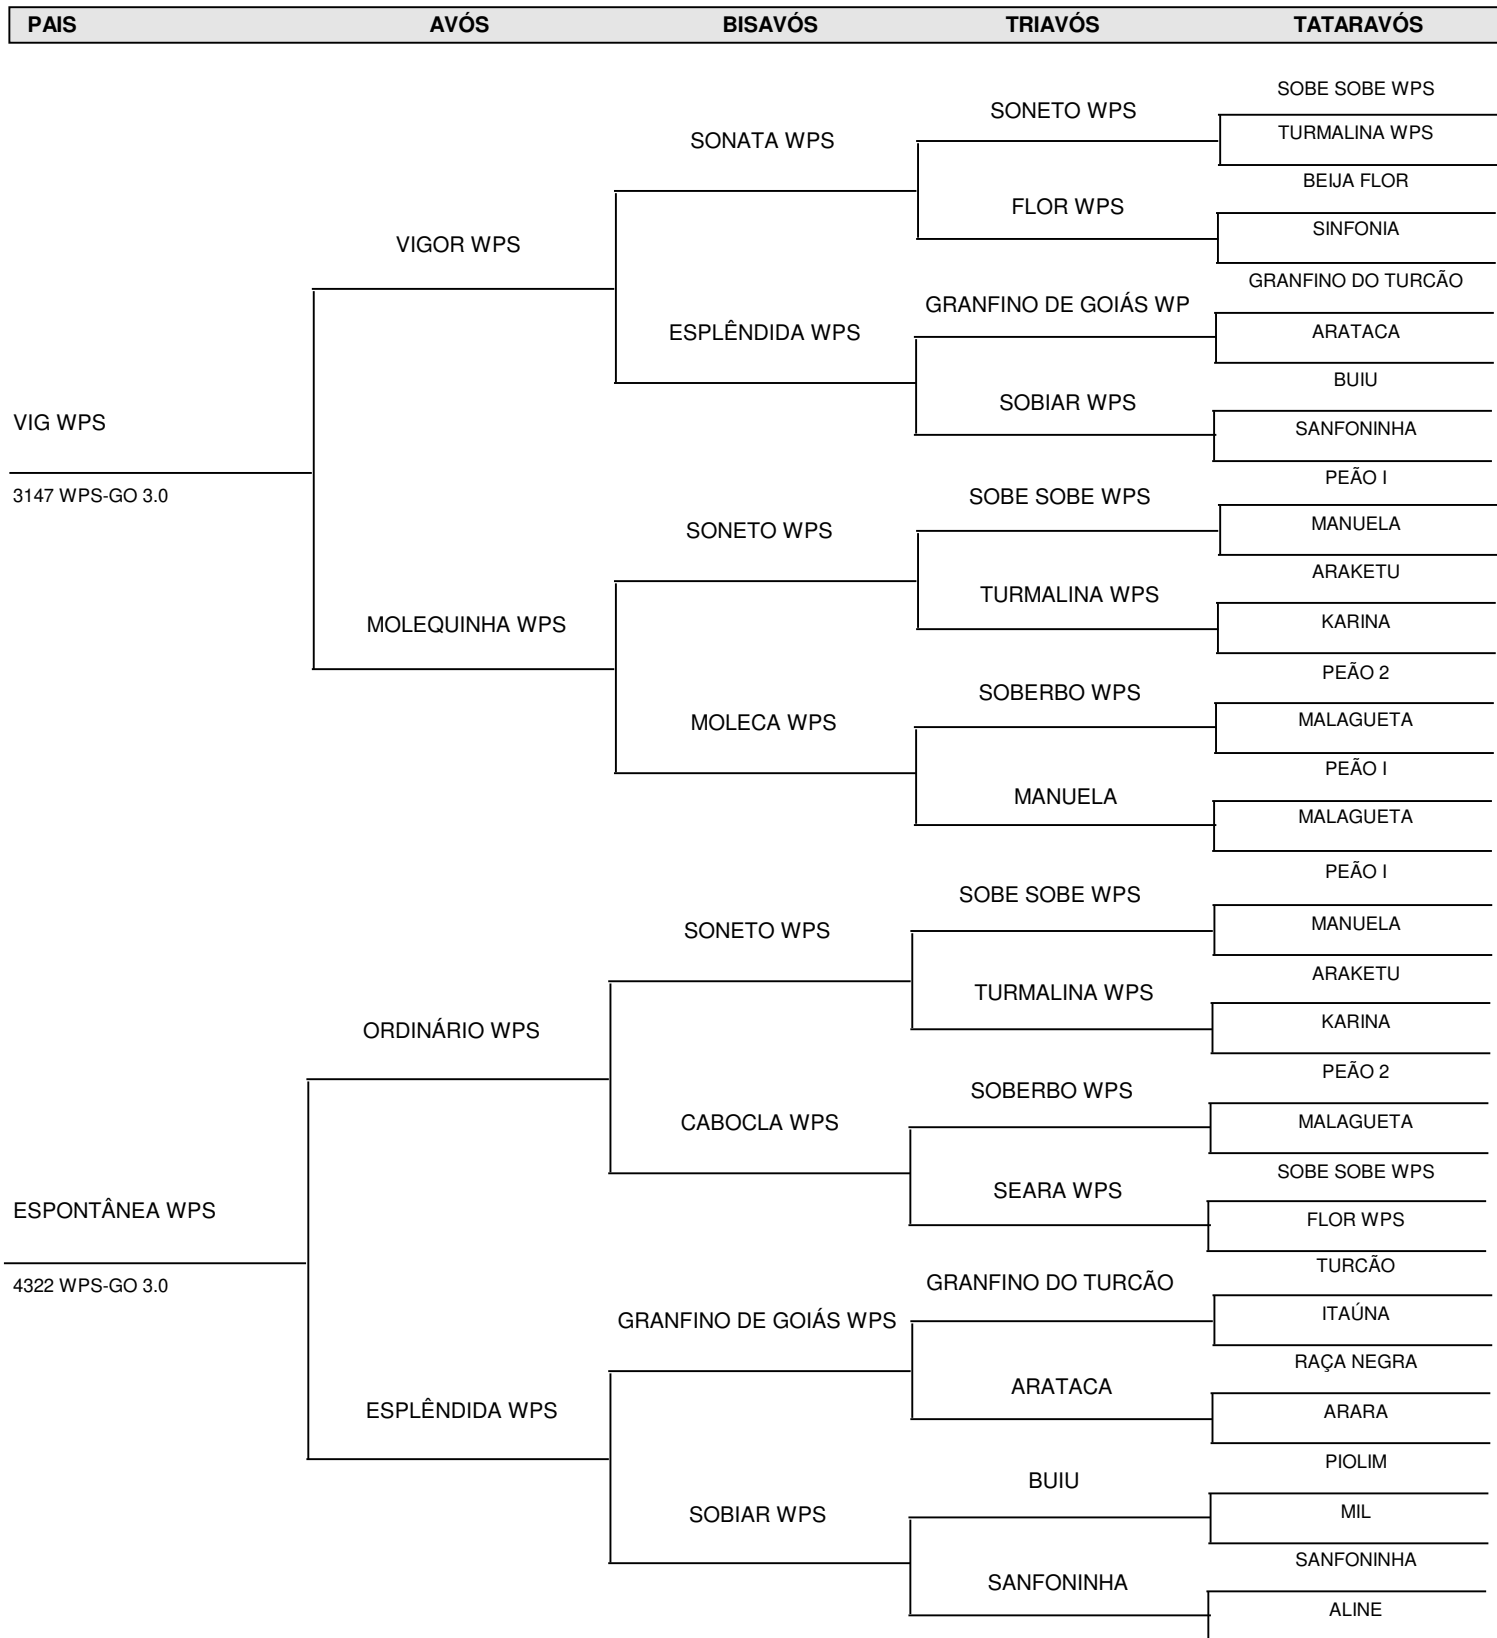 PAIS AVÓS BISAVÓS TRIAVÓS TATARAVÓS
SOBE SOBE WPS
SONETO WPS
TURMALINA WPS
SONATA WPS
BEIJA FLOR
FLOR WPS
SINFONIA
VIGOR WPS
GRANFINO DO TURCÃO
GRANFINO DE GOIÁS WP
ESPLÊNDIDA WPS
ARATACA
BUIU
SOBIAR WPS
VIG WPS
SANFONINHA
PEÃO I
3147 WPS-GO 3.0
SOBE SOBE WPS
MANUELA
SONETO WPS
ARAKETU
TURMALINA WPS
KARINA
MOLEQUINHA WPS
PEÃO 2
SOBERBO WPS
MALAGUETA
MOLECA WPS
PEÃO I
MANUELA
MALAGUETA
PEÃO I
SOBE SOBE WPS
MANUELA
SONETO WPS
ARAKETU
TURMALINA WPS
KARINA
ORDINÁRIO WPS
PEÃO 2
SOBERBO WPS
MALAGUETA
CABOCLA WPS
SOBE SOBE WPS
SEARA WPS
ESPONTÂNEA WPS
FLOR WPS
TURCÃO
4322 WPS-GO 3.0
GRANFINO DO TURCÃO
ITAÚNA
GRANFINO DE GOIÁS WPS
RAÇA NEGRA
ARATACA
ARARA
ESPLÊNDIDA WPS
PIOLIM
BUIU
MIL
SOBIAR WPS
SANFONINHA
SANFONINHA
ALINE